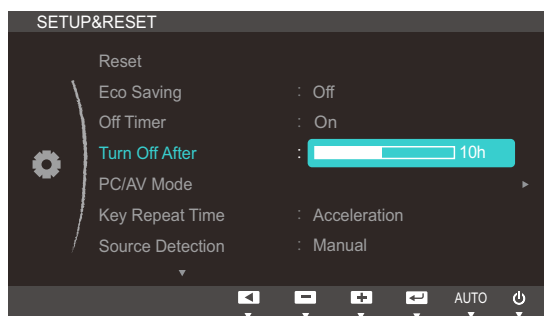 SETUP&RESET
Reset
Eco Saving : Off
Off Timer : On
Turn Off After : 10h
PC/AV Mode
Key Repeat Time : Acceleration
Source Detection : Manual
AUTO